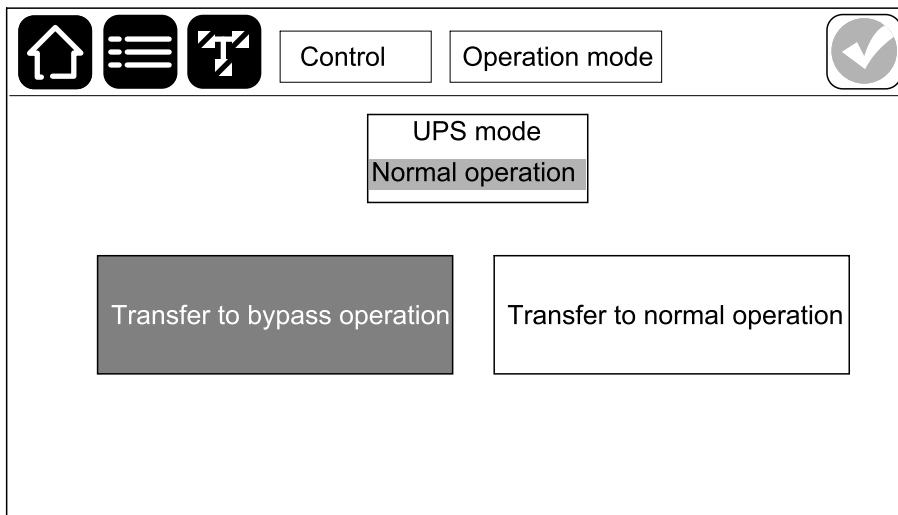 Control
Operation mode
UPS mode
Normal operation
Transfer to bypass operation
Transfer to normal operation